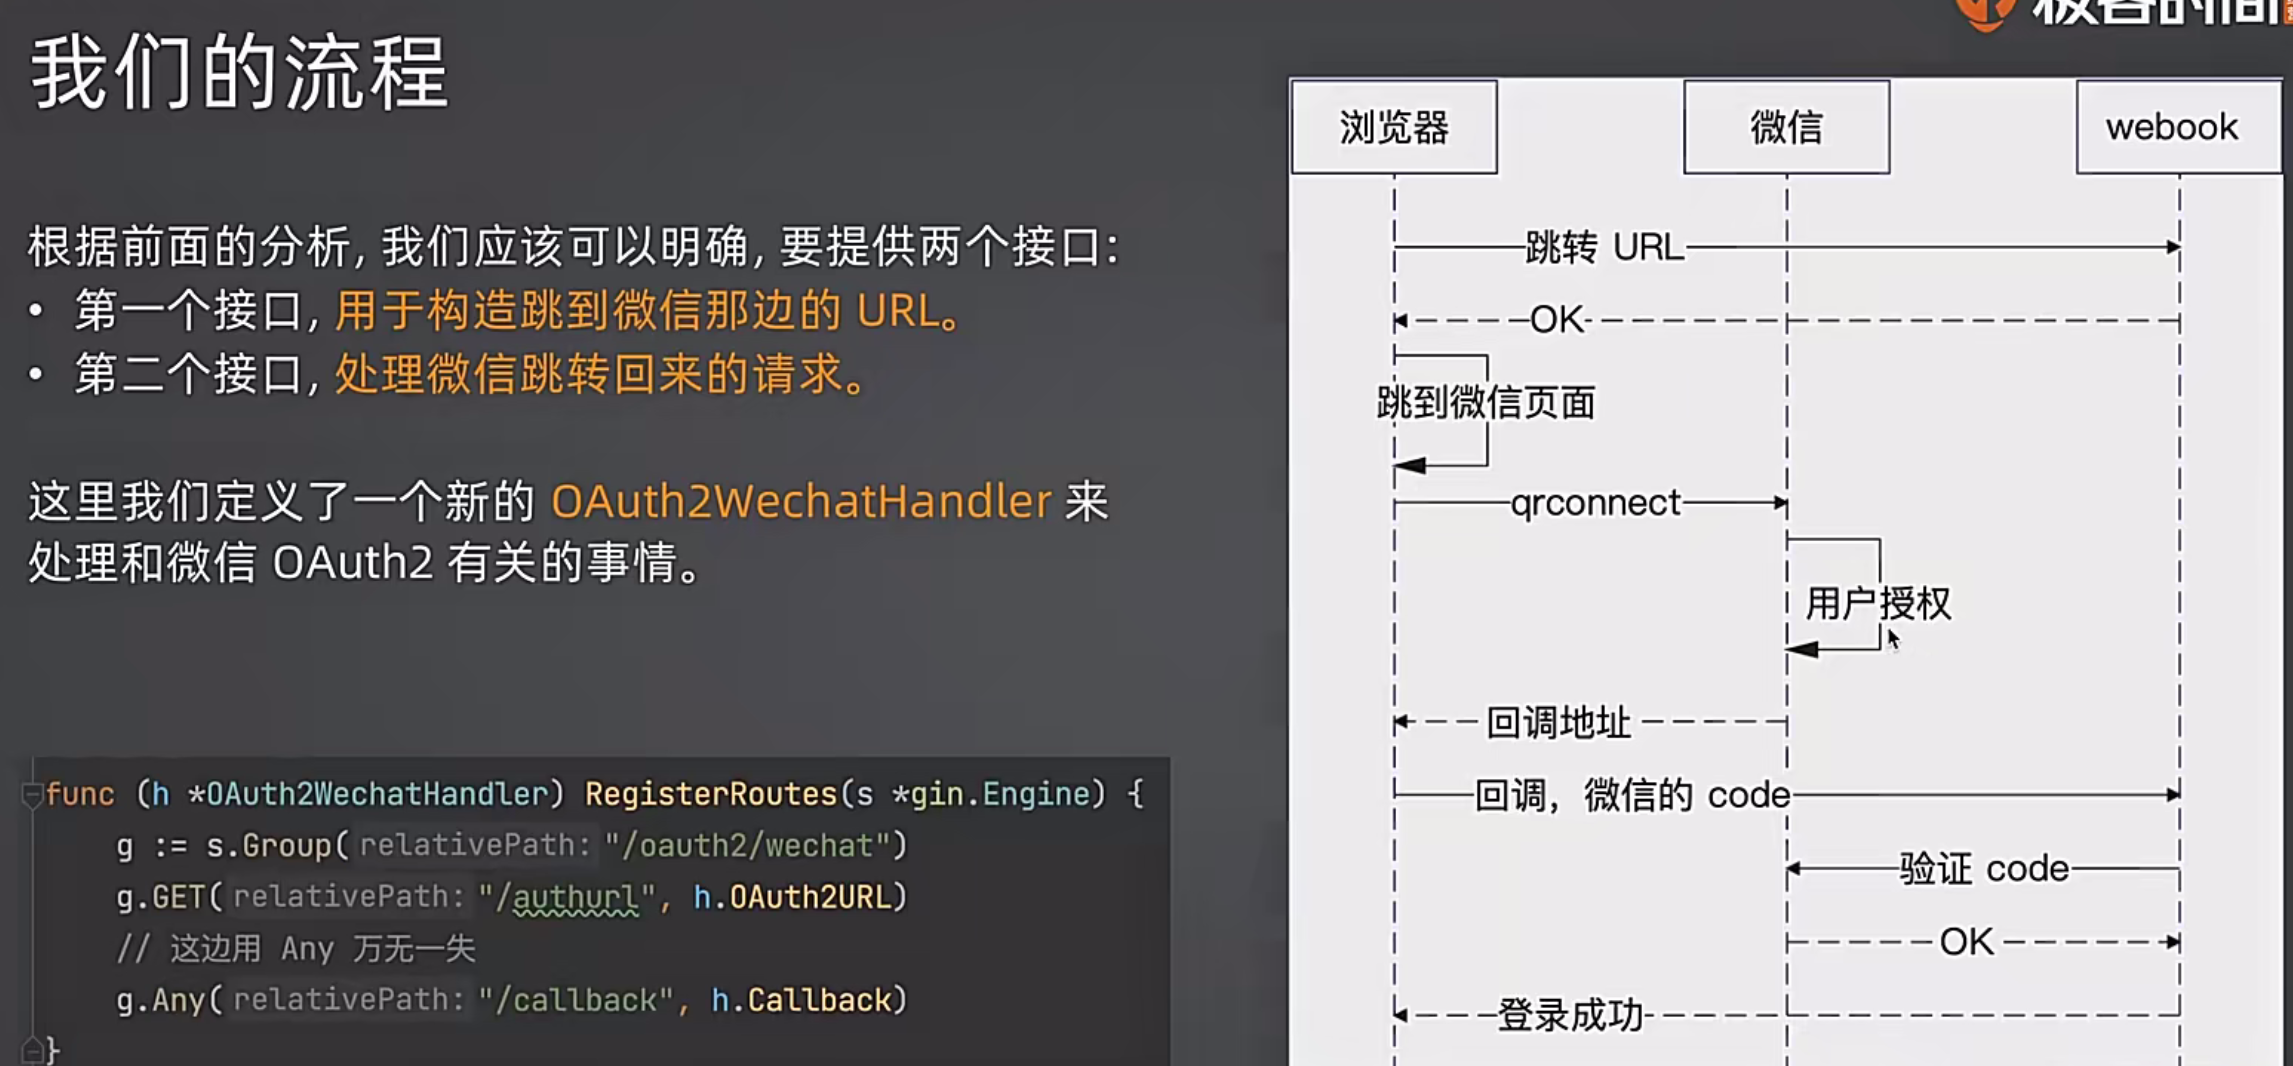 极客时间
我们的流程
根据前面的分析, 我们应该可以明确, 要提供两个接口:
• 第一个接口, 用于构造跳到微信那边的 URL。
• 第二个接口, 处理微信跳转回来的请求。
这里我们定义了一个新的 OAuth2WechatHandler 来
处理和微信 OAuth2 有关的事情。
func (h *OAuth2WechatHandler) RegisterRoutes(s *gin.Engine) {
g := s.Group( relativePath: "/oauth2/wechat")
g.GET( relativePath: "/authurl", h.OAuth2URL)
// 这边用 Any 万无一失
g.Any( relativePath: "/callback", h.Callback)
}
浏览器
微信
webook
跳转 URL
OK
跳到微信页面
qrconnect
用户授权
回调地址
回调，微信的 code
验证 code
OK
登录成功